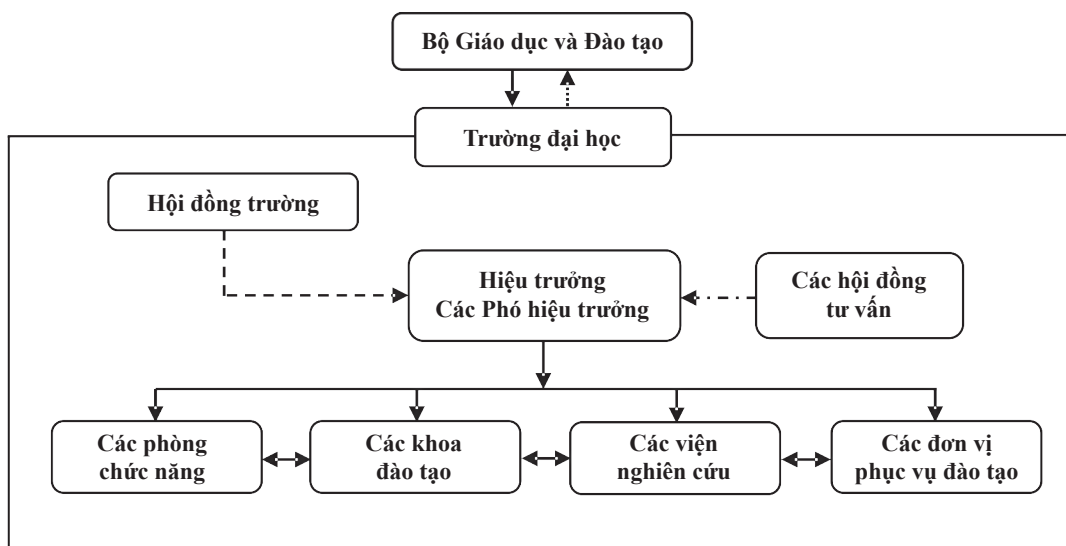 Bộ Giáo dục và Đào tạo
Trường đại học
Hội đồng trường
Hiệu trưởng
Các Phó hiệu trưởng
Các hội đồng
tư vấn
Các phòng
chức năng
Các khoa
đào tạo
Các viện
nghiên cứu
Các đơn vị
phục vụ đào tạo